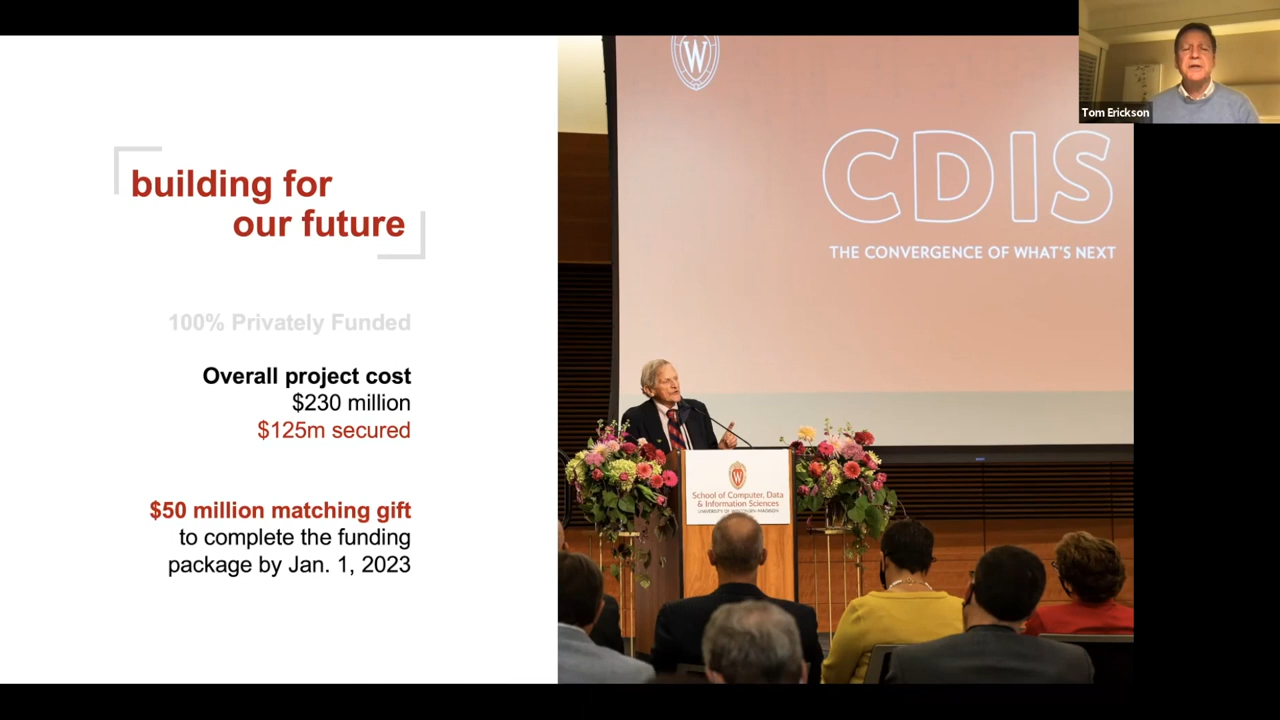 building for
our future
100% Privately Funded
Overall project cost
$230 million
$125m secured
$50 million matching gift
to complete the funding
package by Jan. 1, 2023
W
CDIS
THE CONVERGENCE OF WHAT'S NEXT
W
School of Computer, Data
& Information Sciences
UNIVERSITY OF WISCONSIN-MADISON
Tom Erickson